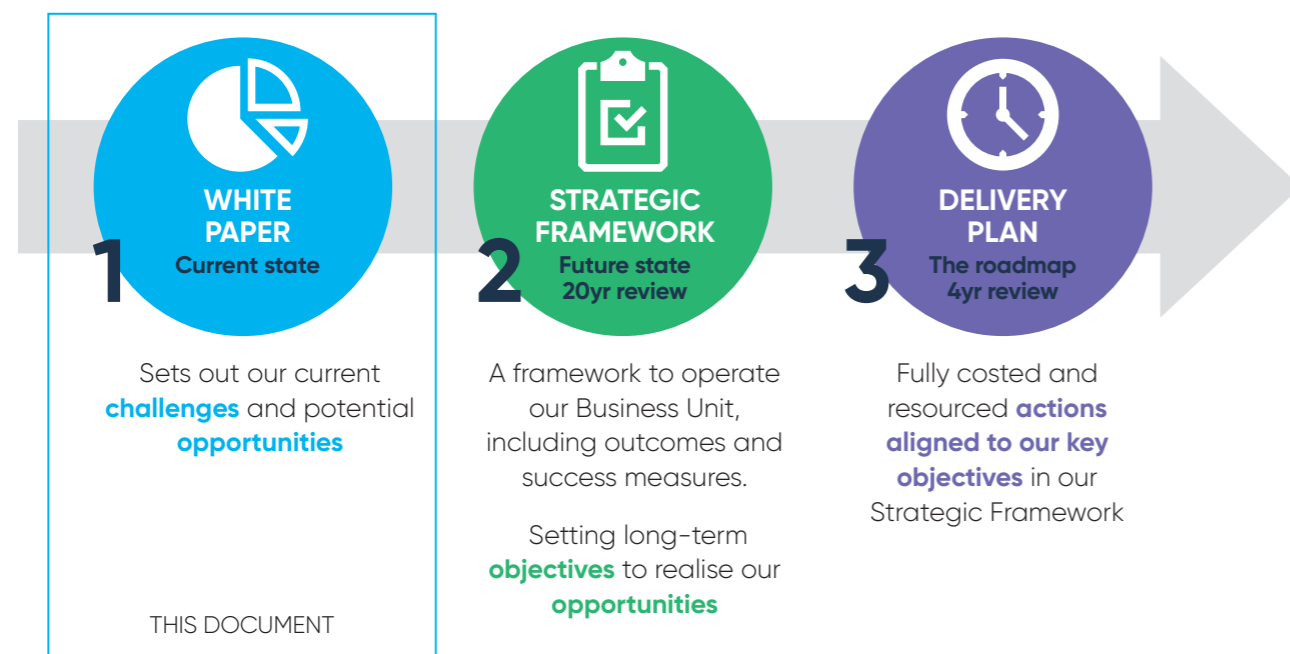 WHITE
PAPER
Current state
1
Sets out our current
challenges and potential
opportunities
THIS DOCUMENT
STRATEGIC
FRAMEWORK
Future state
20yr review
2
A framework to operate
our Business Unit,
including outcomes and
success measures.
Setting long-term
objectives to realise our
opportunities
DELIVERY
PLAN
The roadmap
4yr review
3
Fully costed and
resourced actions
aligned to our key
objectives in our
Strategic Framework